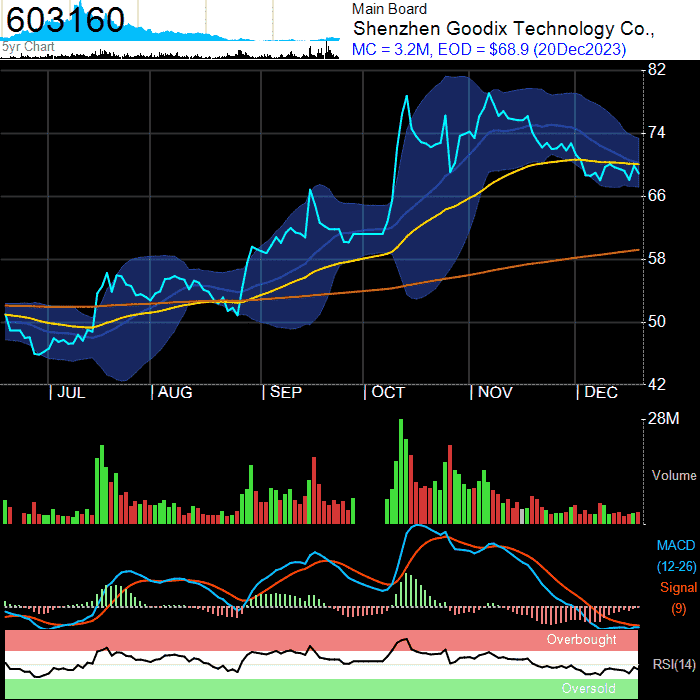 603160
5yr Chart
Main Board
Shenzhen Goodix Technology Co.,
MC = 3.2M, EOD = $68.9 (20Dec2023)
82
74
66
58
50
42
JUL
AUG
SEP
OCT
NOV
DEC
28M
Volume
MACD
(12-26)
Signal
(9)
Overbought
RSI(14)
Oversold